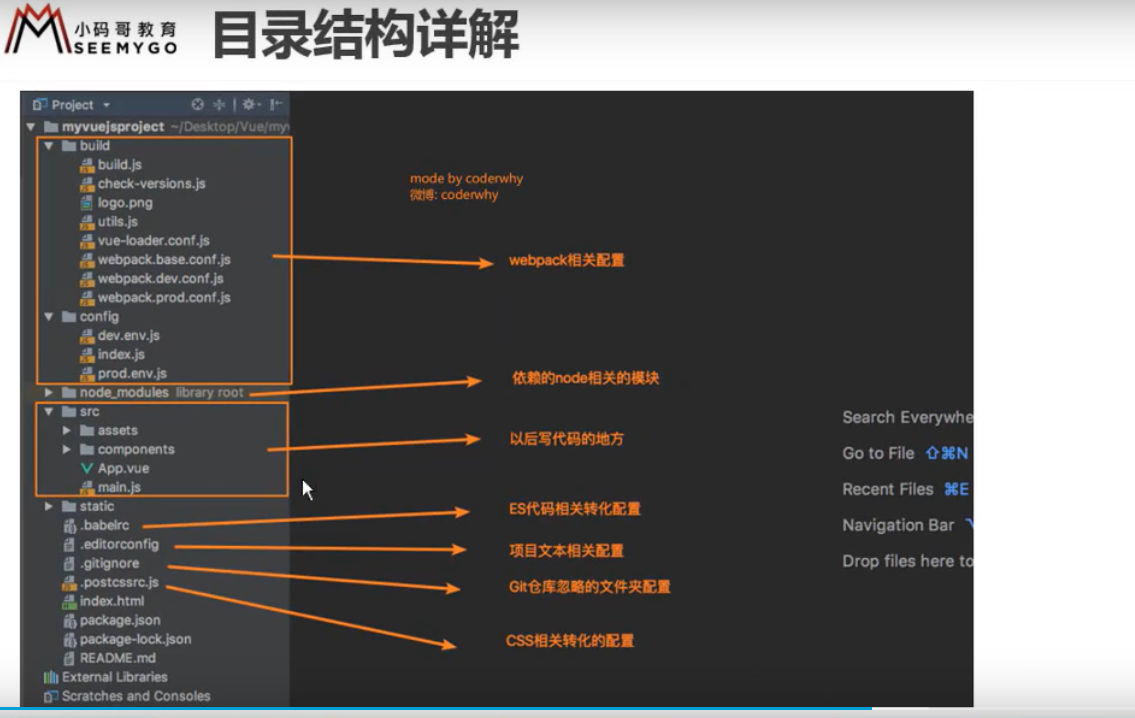 小码哥教育
SEEMYGO
目录结构详解
Project
myvuejsproject ~/Desktop/Vue/myv
build
build.js
check-versions.js
logo.png
utils.js
vue-loader.conf.js
webpack.base.conf.js
webpack.dev.conf.js
webpack.prod.conf.js
config
dev.env.js
index.js
prod.env.js
node_modules library root
src
assets
components
App.vue
main.js
static
.babelrc
.editorconfig
.gitignore
.postcssrc.js
index.html
package.json
package-lock.json
README.md
External Libraries
Scratches and Consoles
mode by coderwhy
微博: coderwhy
webpack相关配置
依赖的node相关的模块
以后写代码的地方
ES代码相关转化配置
项目文本相关配置
Git仓库忽略的文件夹配置
CSS相关转化的配置
Search Everywhe
Go to File ⇧⌘N
Recent Files ⌘E
Navigation Bar
Drop files here to